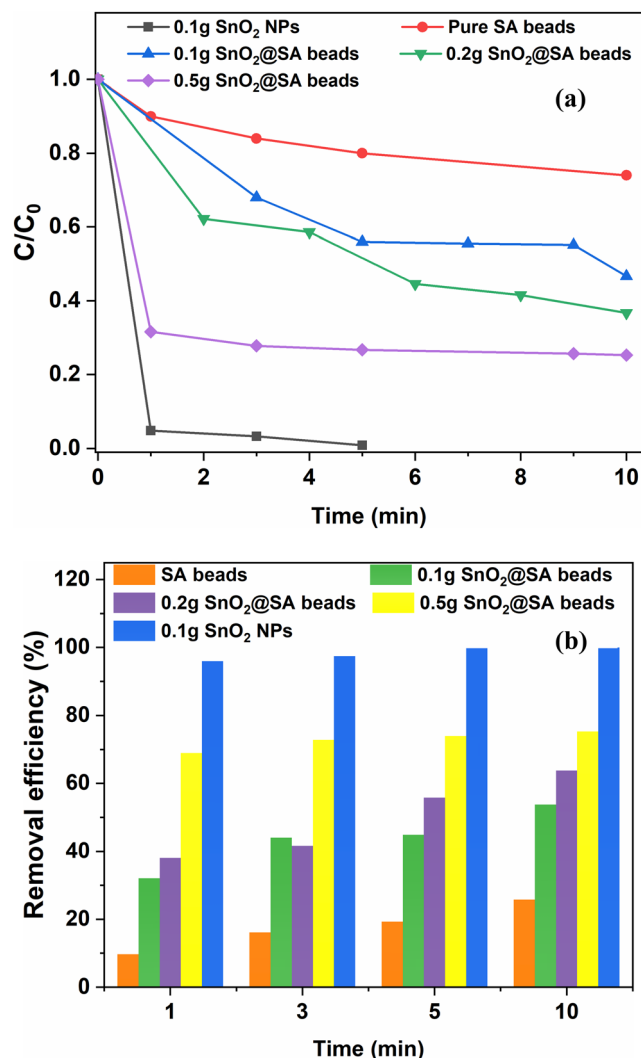 0.1g SnO₂ NPs Pure SA beads
0.1g SnO₂@SA beads 0.2g SnO₂@SA beads
0.5g SnO₂@SA beads
(a)
1.0
0.8
0.6
0.4
0.2
0.0
C/C₀
0 2 4 6 8 10
Time (min)
SA beads 0.1g SnO₂@SA beads
0.2g SnO₂@SA beads 0.5g SnO₂@SA beads
0.1g SnO₂ NPs
(b)
120
100
80
60
40
20
0
Removal efficiency (%)
1 3 5 10
Time (min)